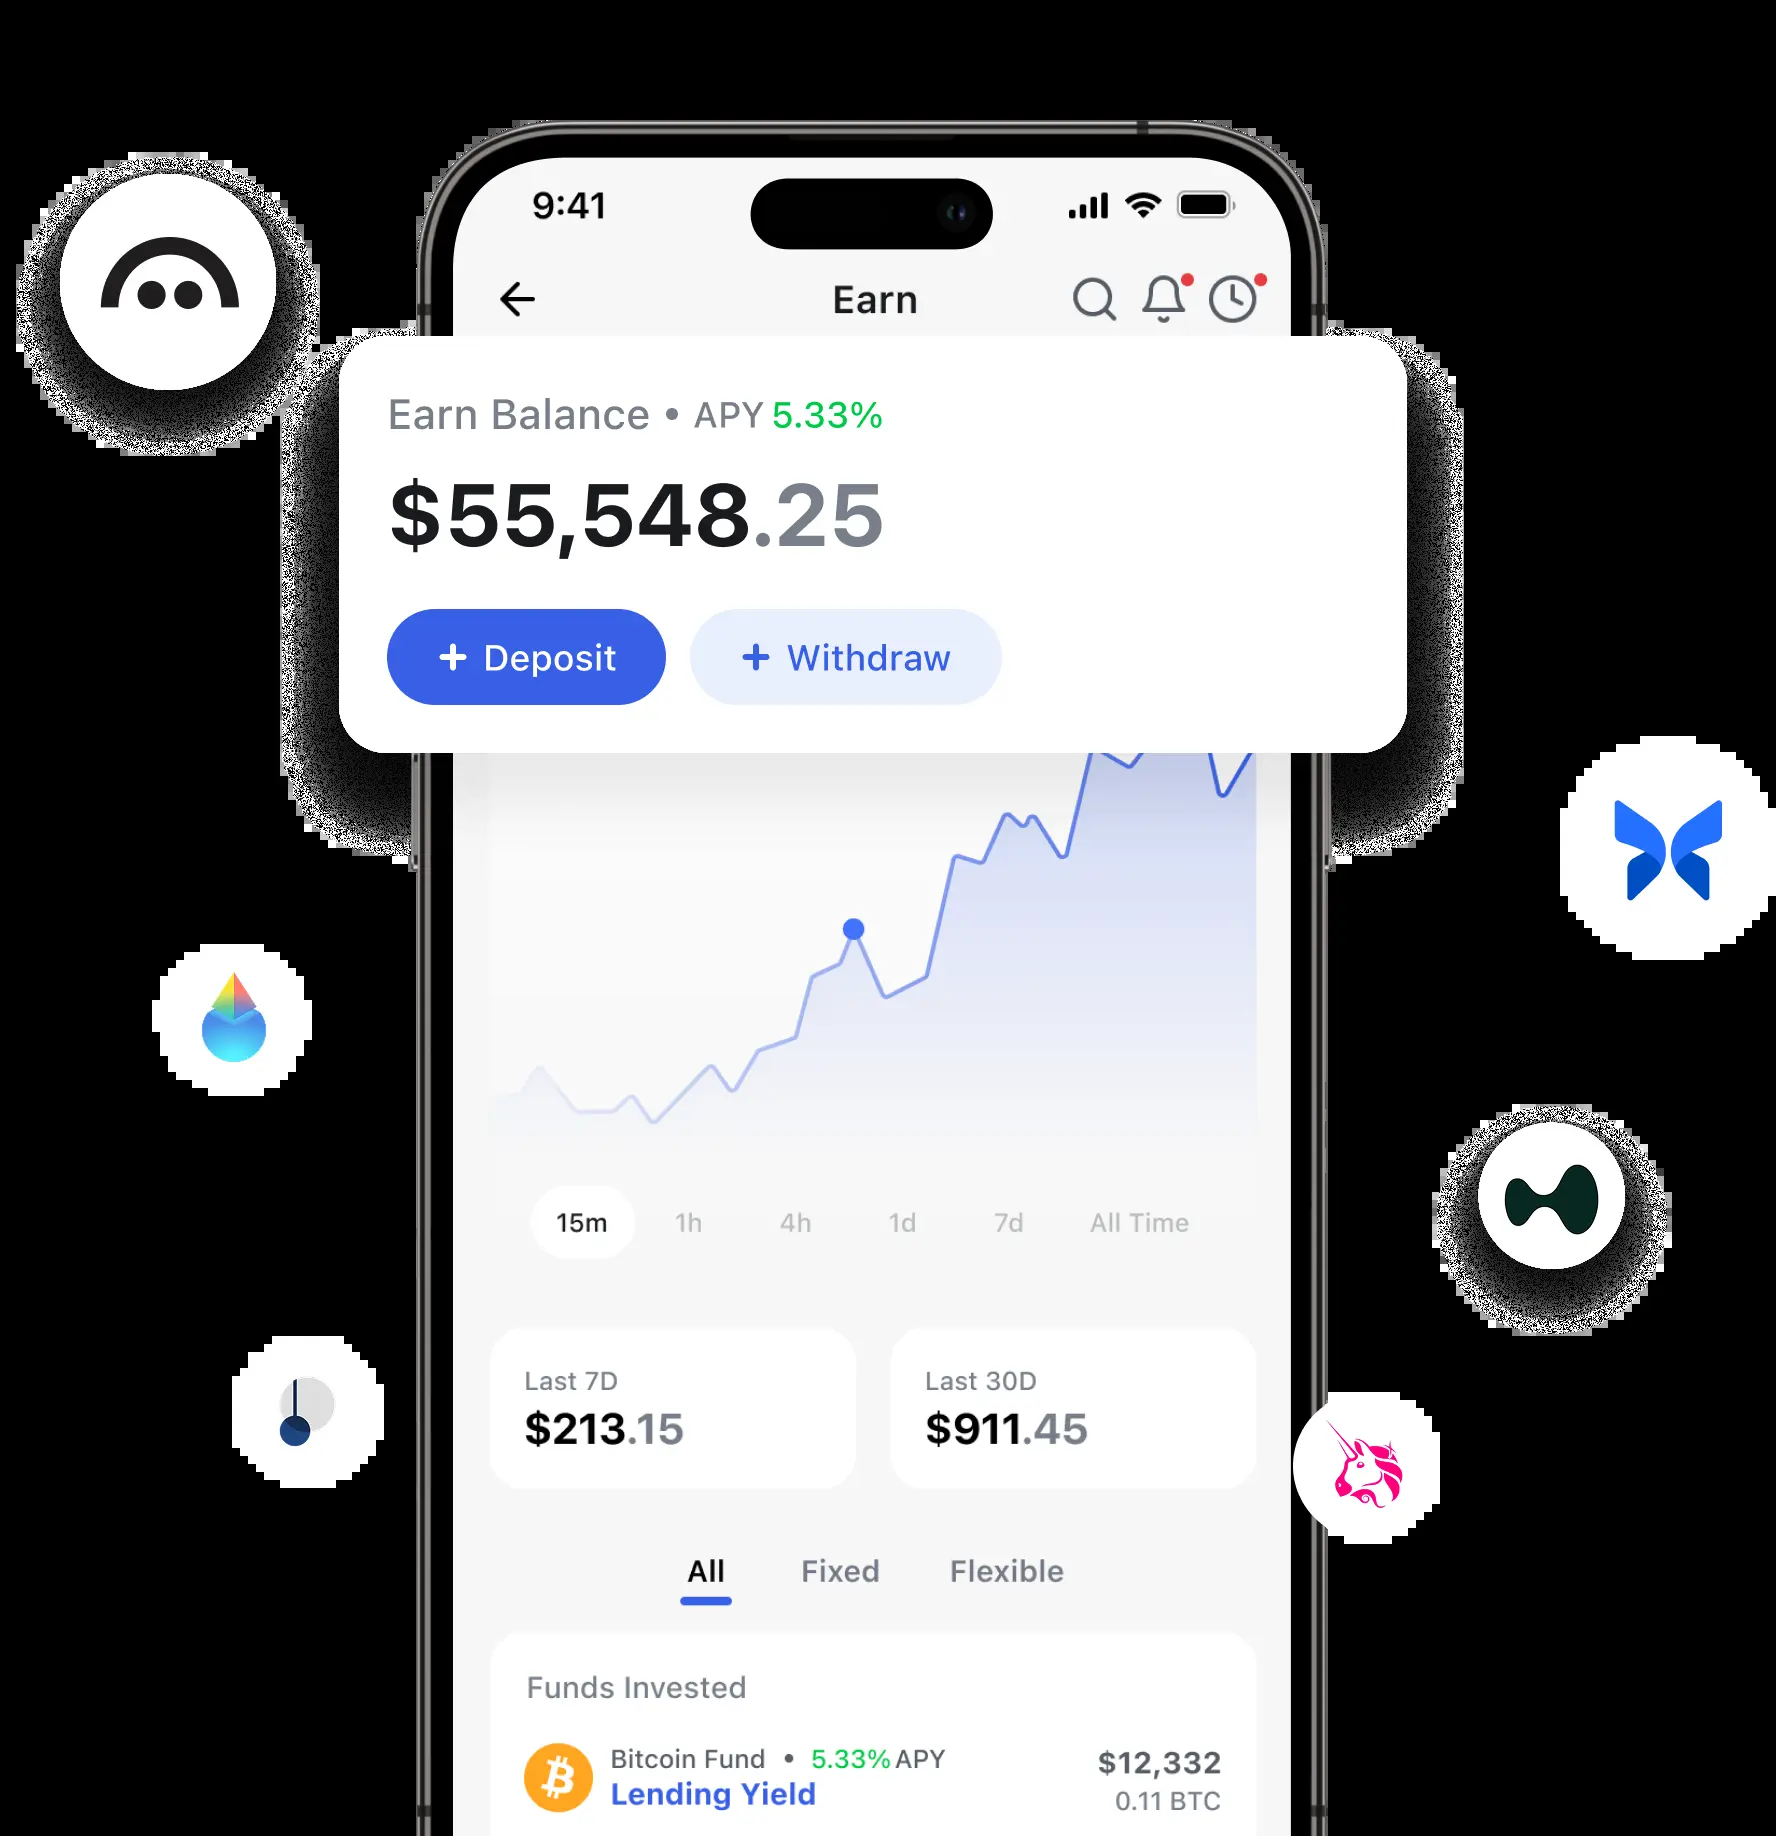 9:41
Earn
Earn Balance • APY 5.33%
$55,548.25
+ Deposit
+ Withdraw
15m 1h 4h 1d 7d All Time
Last 7D
$213.15
Last 30D
$911.45
All Fixed Flexible
Funds Invested
Bitcoin Fund • 5.33% APY
$12,332
Lending Yield
0.11 BTC